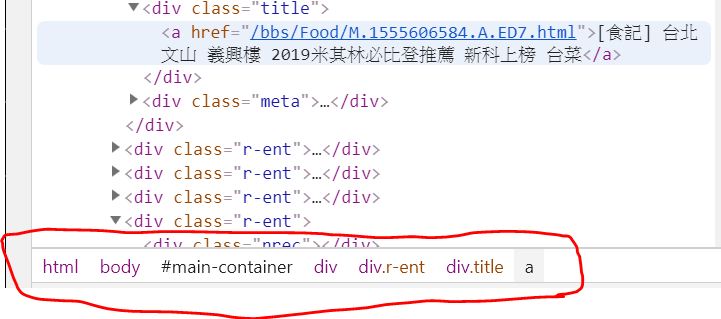 <div class="title">
<a href="/bbs/Food/M.1555606584.A.ED7.html">[食記] 台北
文山 義興樓 2019米其林必比登推薦 新科上榜 台菜</a>
</div>
<div class="meta">…</div>
</div>
<div class="r-ent">…</div>
<div class="r-ent">…</div>
<div class="r-ent">…</div>
<div class="r-ent">
<div class="nrec"></div>
html body #main-container div div.r-ent div.title a